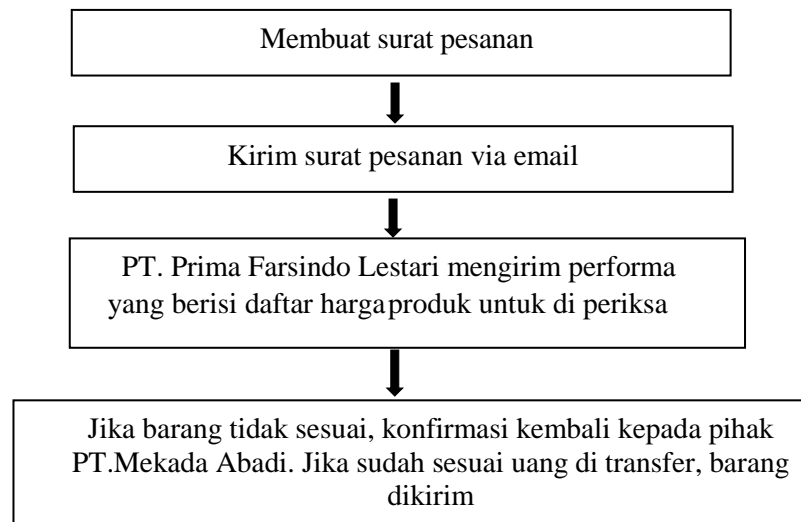 Membuat surat pesanan
Kirim surat pesanan via email
PT. Prima Farsindo Lestari mengirim performa
yang berisi daftar harga produk untuk di periksa
Jika barang tidak sesuai, konfirmasi kembali kepada pihak
PT.Mekada Abadi. Jika sudah sesuai uang di transfer, barang
dikirim